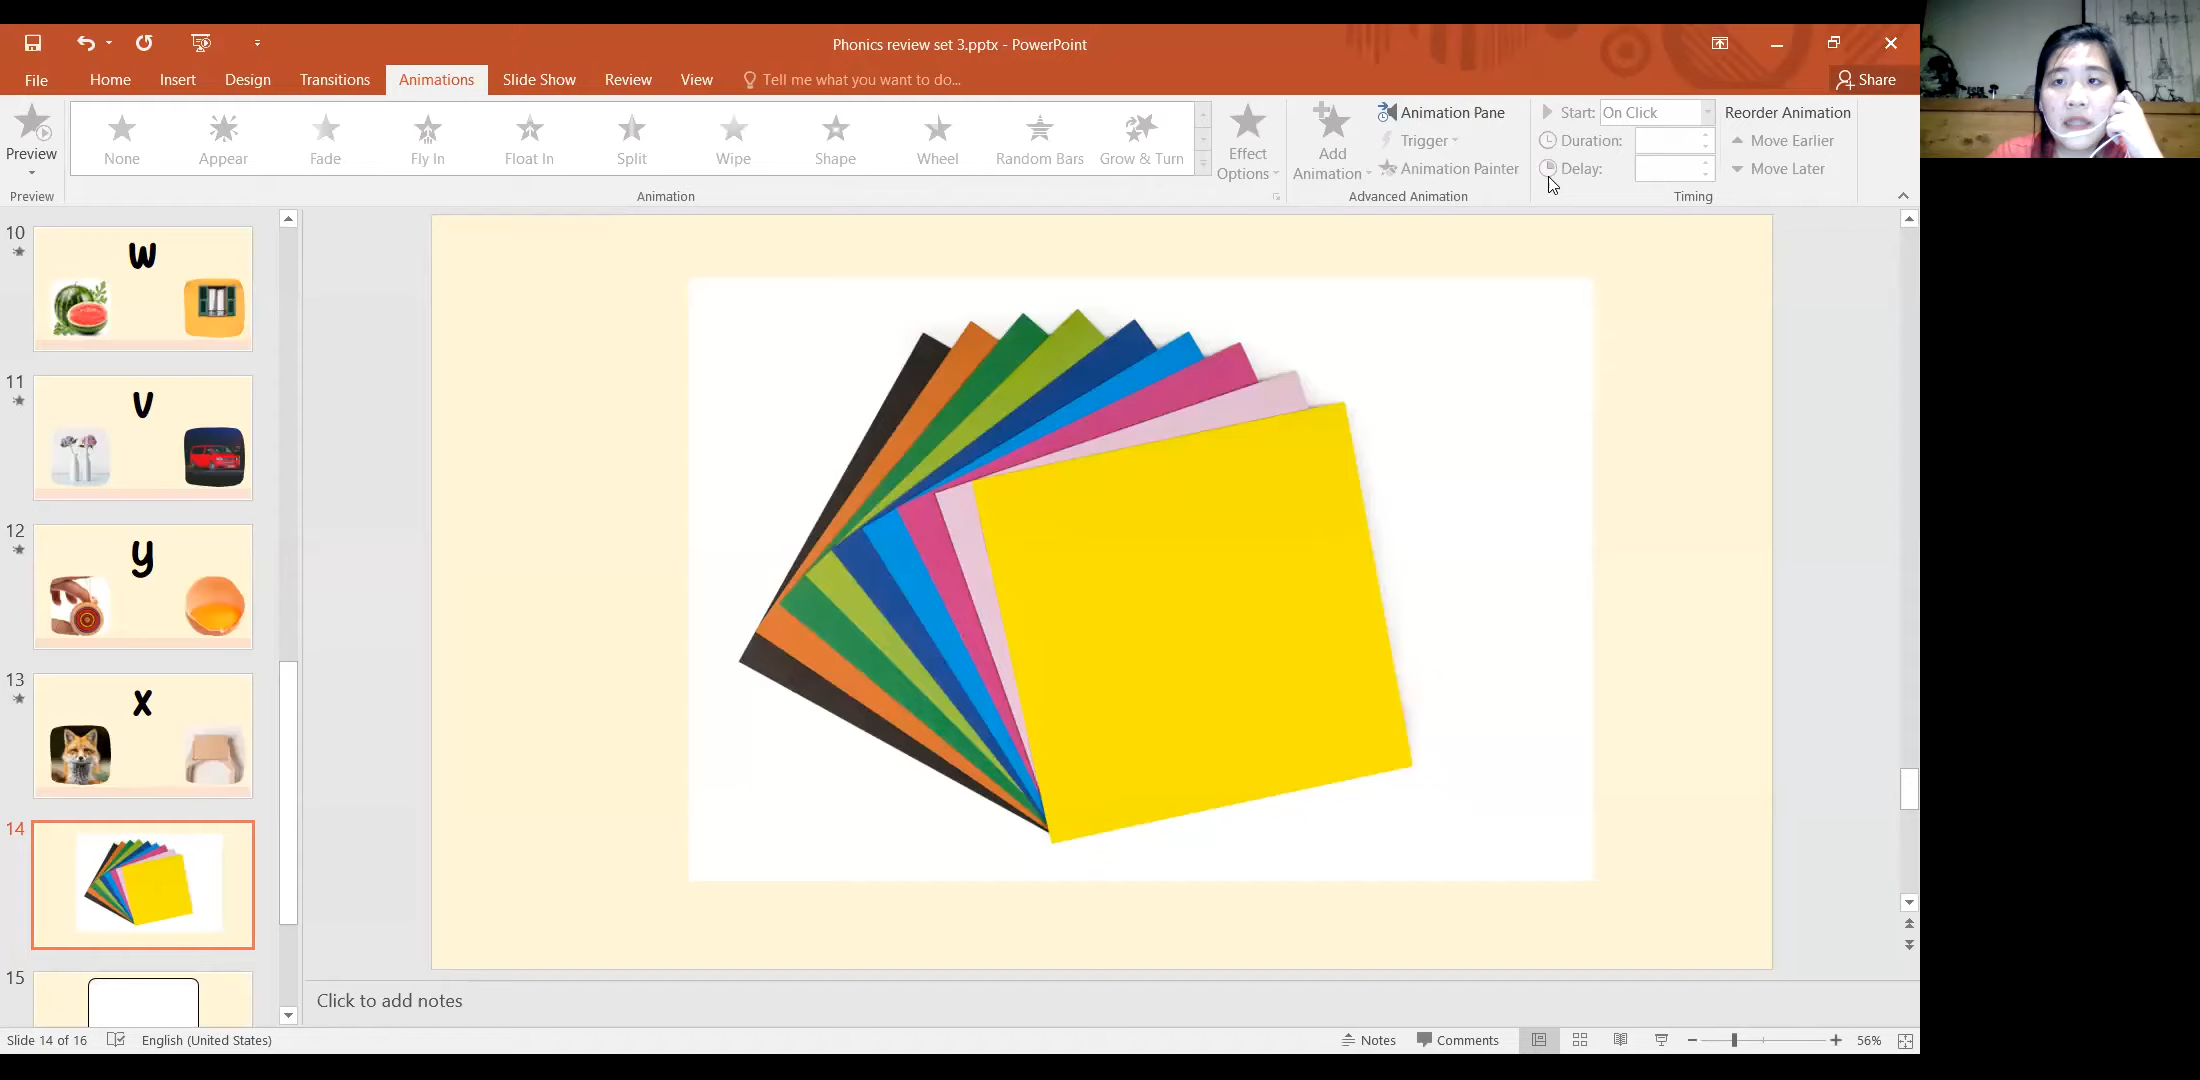 Phonics review set 3.pptx - PowerPoint
File Home Insert Design Transitions Animations Slide Show Review View Tell me what you want to do... Share
Preview
None Appear Fade Fly In Float In Split Wipe Shape Wheel Random Bars Grow & Turn
Effect Options
Add Animation
Animation Pane
Trigger
Animation Painter
Start: On Click
Duration:
Delay:
Reorder Animation
Move Earlier
Move Later
Preview Animation Advanced Animation Timing
10
w
11
v
12
y
13
x
14
15
Click to add notes
Slide 14 of 16 English (United States) Notes Comments 56%